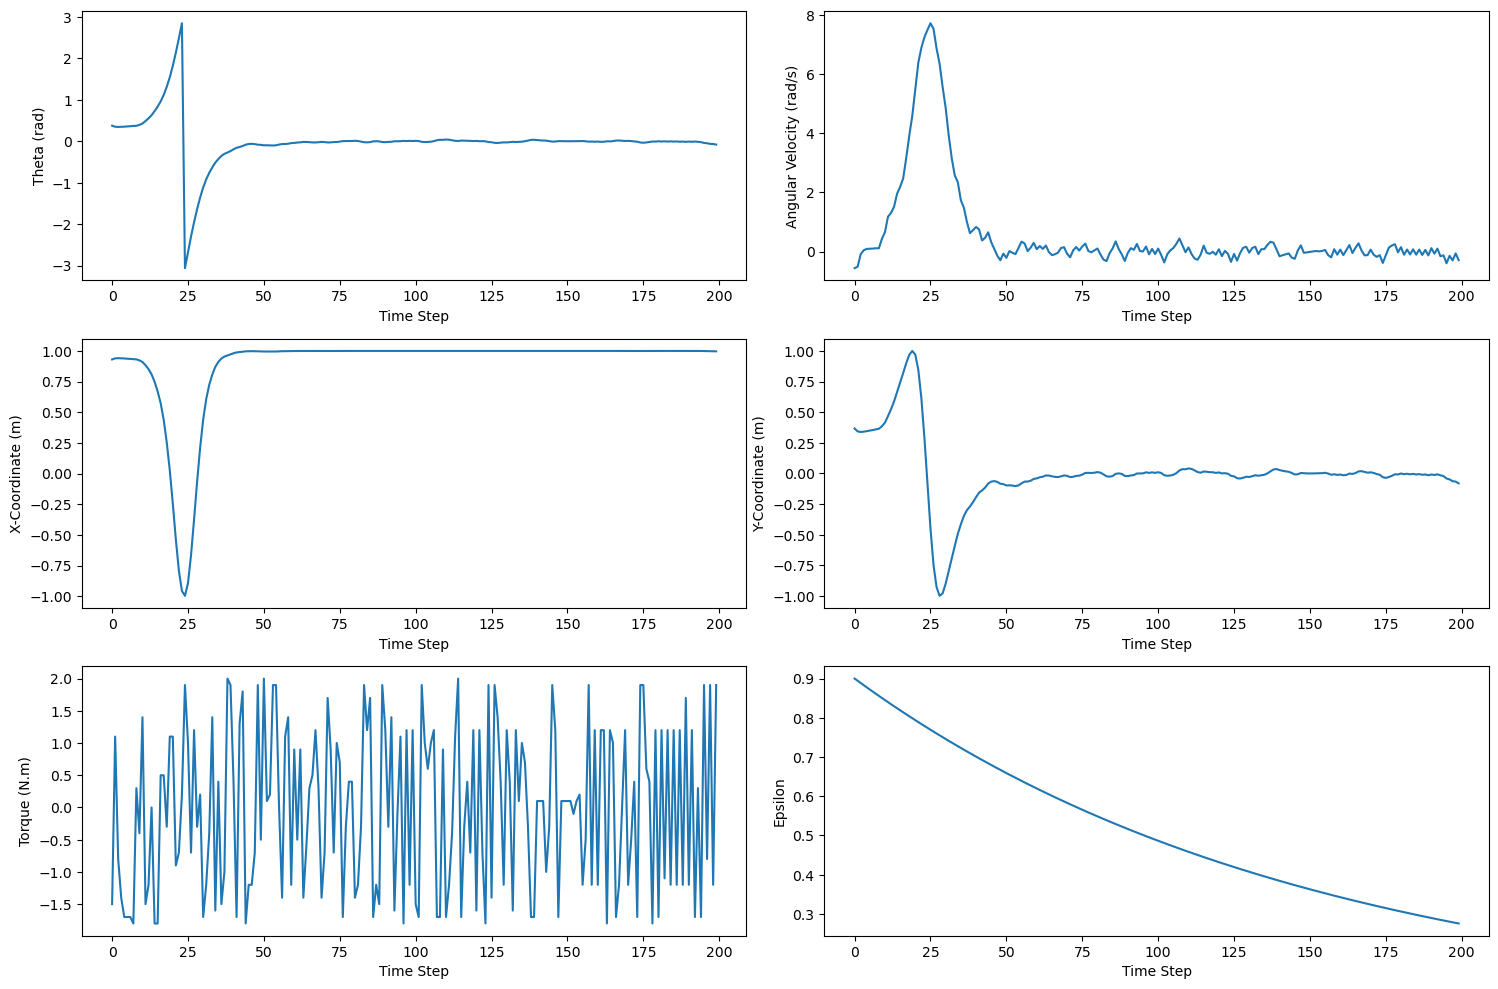 3
2
1
0
−1
−2
−3
Theta (rad)
0 25 50 75 100 125 150 175 200
Time Step
8
6
4
2
0
Angular Velocity (rad/s)
0 25 50 75 100 125 150 175 200
Time Step
1.00
0.75
0.50
0.25
0.00
−0.25
−0.50
−0.75
−1.00
X-Coordinate (m)
0 25 50 75 100 125 150 175 200
Time Step
1.00
0.75
0.50
0.25
0.00
−0.25
−0.50
−0.75
−1.00
Y-Coordinate (m)
0 25 50 75 100 125 150 175 200
Time Step
2.0
1.5
1.0
0.5
0.0
−0.5
−1.0
−1.5
Torque (N.m)
0 25 50 75 100 125 150 175 200
Time Step
0.9
0.8
0.7
0.6
0.5
0.4
0.3
Epsilon
0 25 50 75 100 125 150 175 200
Time Step